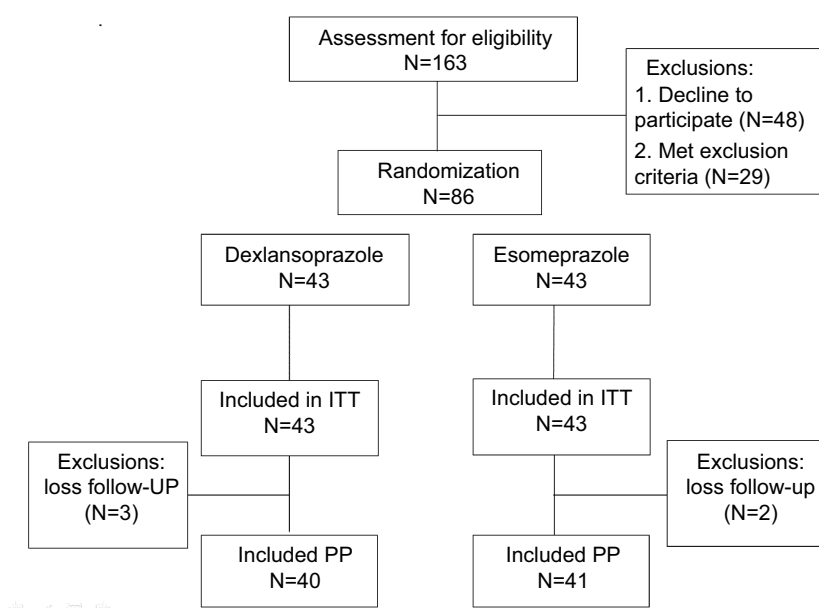 Assessment for eligibility
N=163
Exclusions:
1. Decline to
participate (N=48)
2. Met exclusion
criteria (N=29)
Randomization
N=86
Dexlansoprazole
N=43
Esomeprazole
N=43
Included in ITT
N=43
Included in ITT
N=43
Exclusions:
loss follow-UP
(N=3)
Exclusions:
loss follow-up
(N=2)
Included PP
N=40
Included PP
N=41